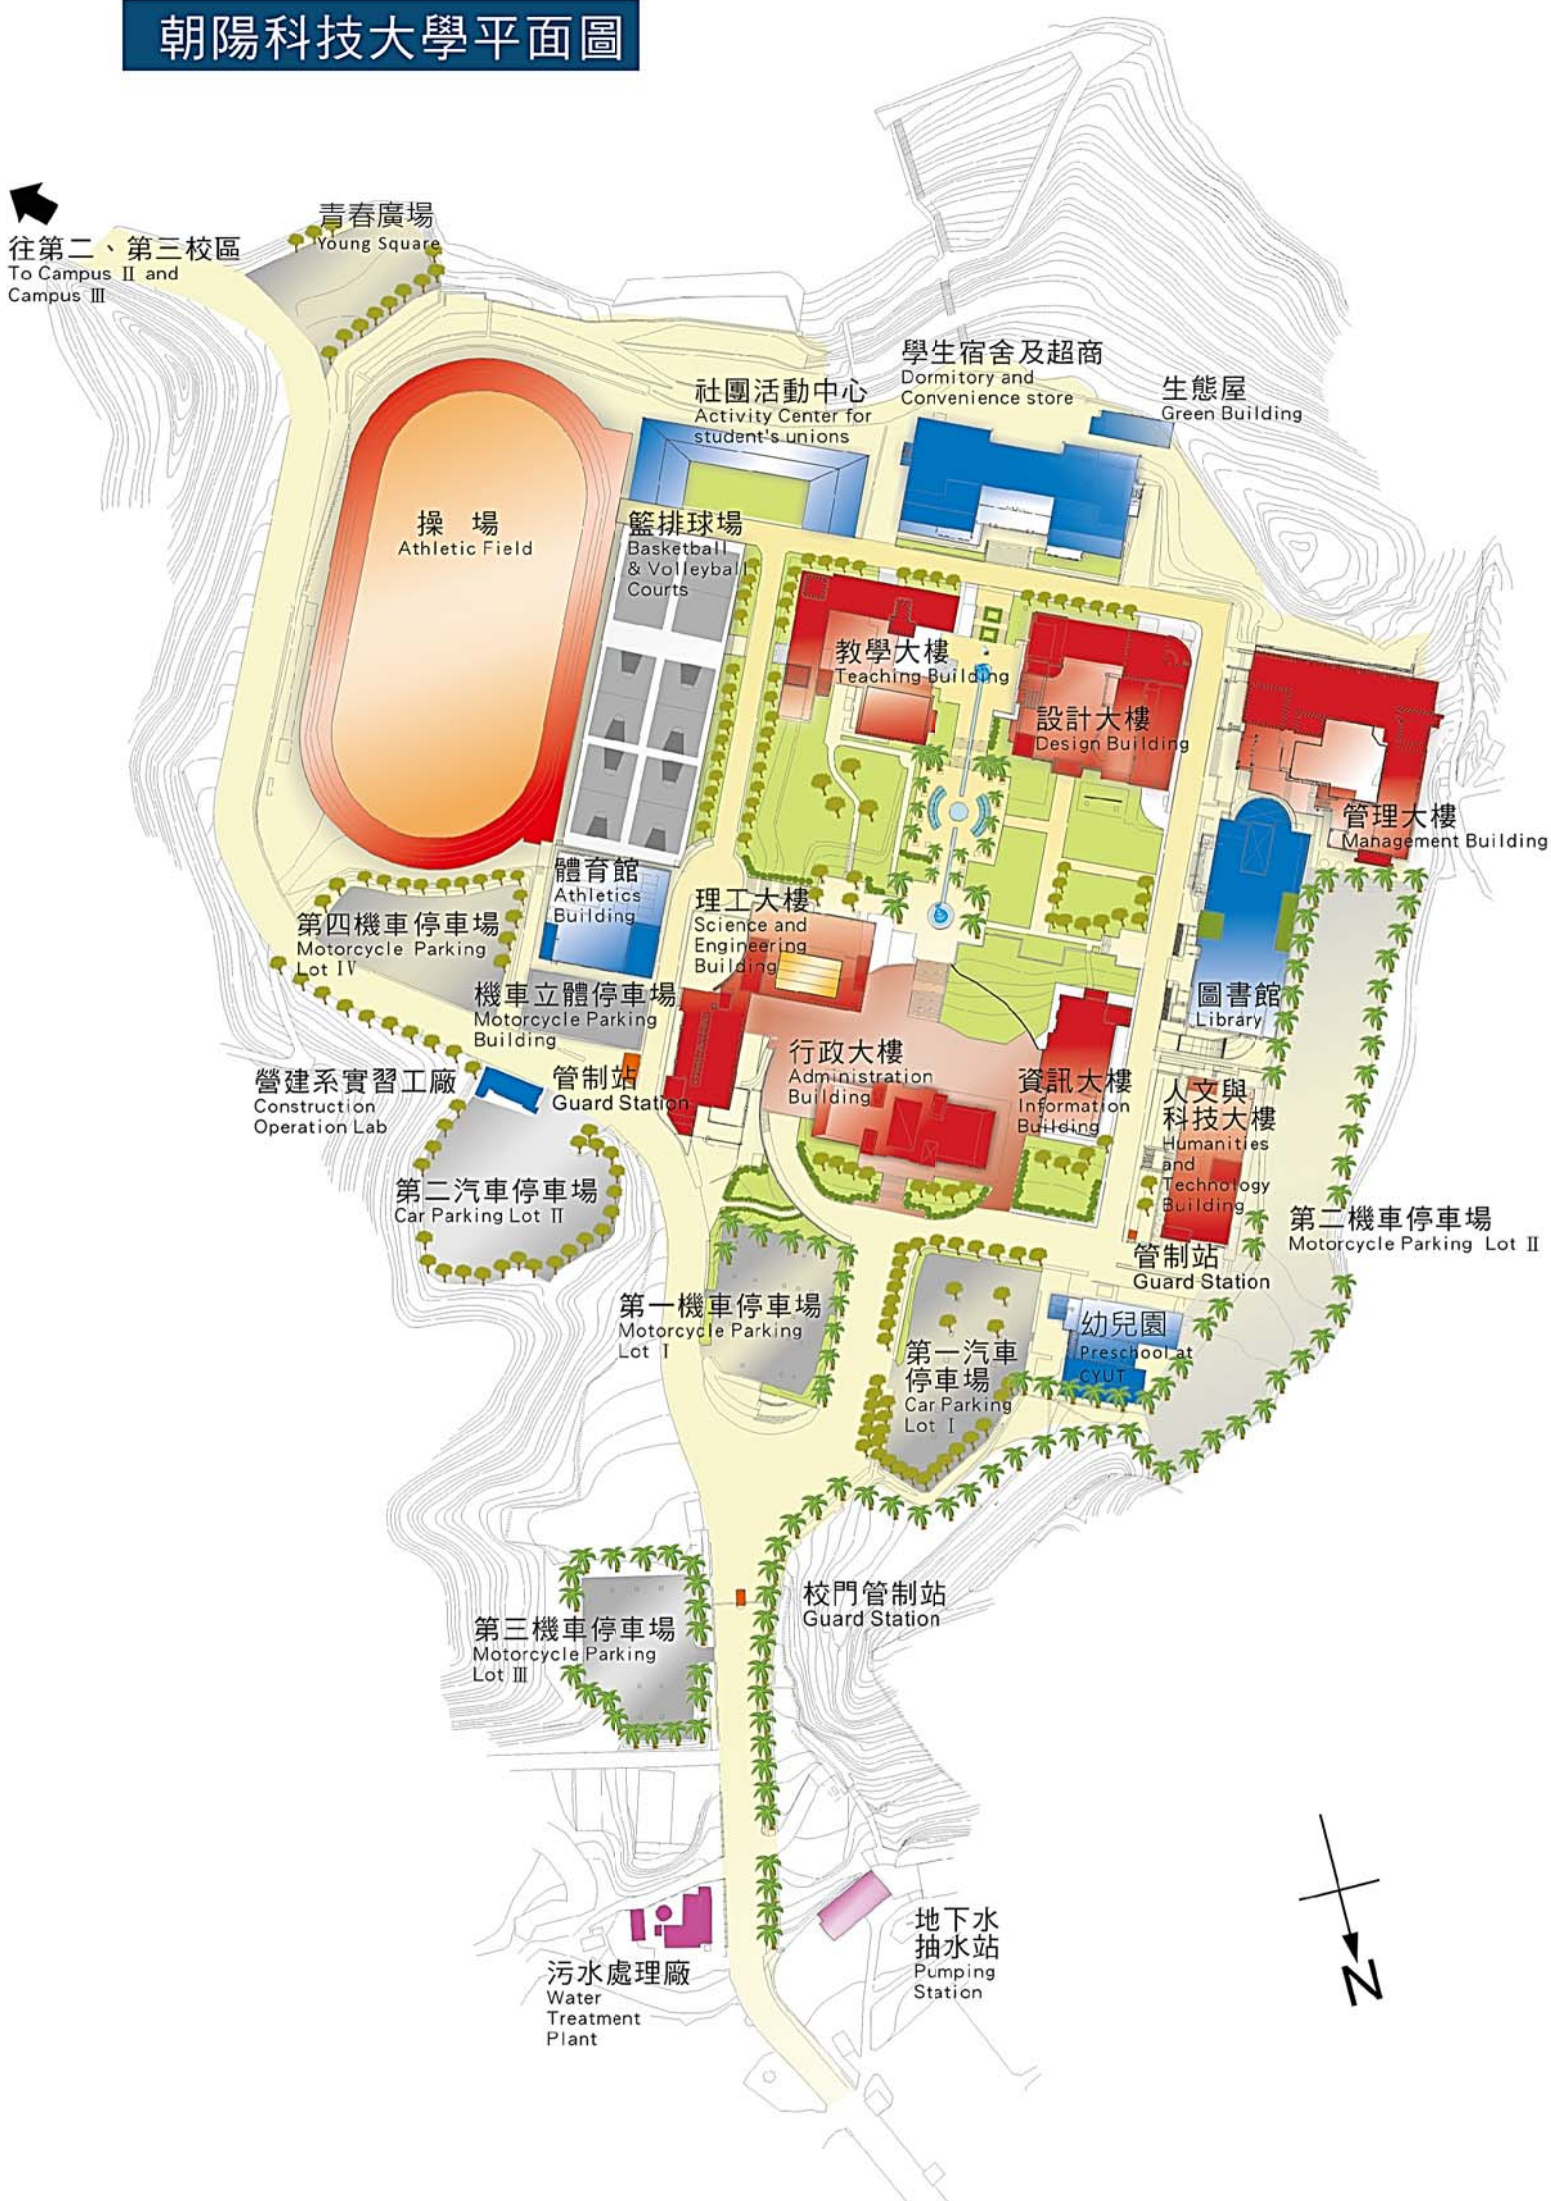 朝陽科技大學平面圖
青春廣場
Young Square
往第二、第三校區
To Campus Ⅱ and
Campus Ⅲ
學生宿舍及超商
Dormitory and
Convenience store
社團活動中心
Activity Center for
student's unions
生態屋
Green Building
操 場
Athletic Field
籃排球場
Basketball
& Volleyball
Courts
教學大樓
Teaching Building
設計大樓
Design Building
管理大樓
Management Building
體育館
Athletics
Building
理工大樓
Science and
Engineering
Building
第四機車停車場
Motorcycle Parking
Lot Ⅳ
機車立體停車場
Motorcycle Parking
Building
圖書館
Library
行政大樓
Administration
Building
資訊大樓
Information
Building
人文與
科技大樓
Humanities
and
Technology
Building
營建系實習工廠
Construction
Operation Lab
管制站
Guard Station
第二汽車停車場
Car Parking Lot Ⅱ
第二機車停車場
Motorcycle Parking Lot Ⅱ
管制站
Guard Station
第一機車停車場
Motorcycle Parking
Lot Ⅰ
第一汽車
停車場
Car Parking
Lot Ⅰ
幼兒園
Preschool at
CYUT
校門管制站
Guard Station
第三機車停車場
Motorcycle Parking
Lot Ⅲ
地下水
抽水站
Pumping
Station
污水處理廠
Water
Treatment
Plant
N